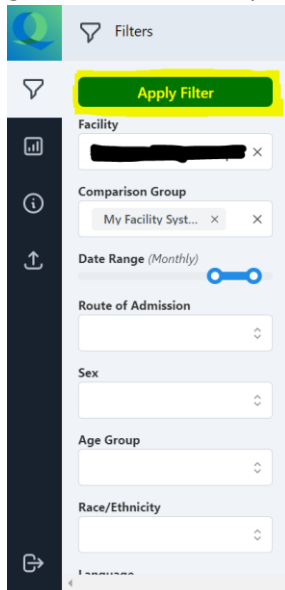 Filters
Apply Filter
Facility
Comparison Group
My Facility Syst... ×
Date Range (Monthly)
Route of Admission
Sex
Age Group
Race/Ethnicity
Language